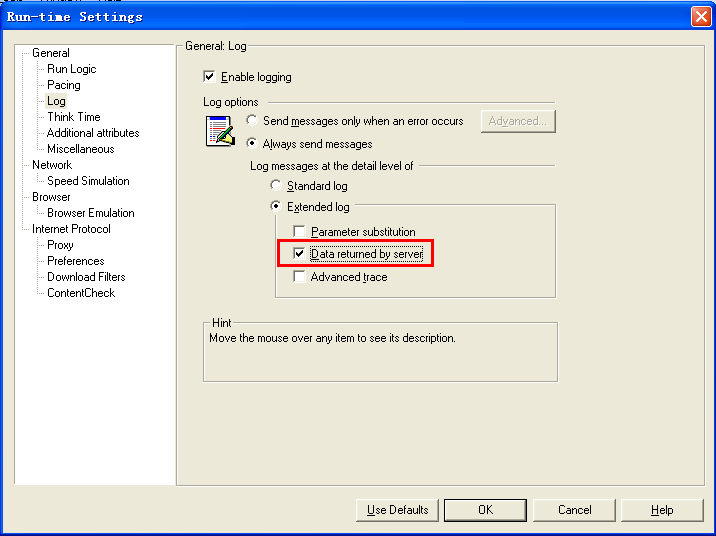 Run-time Settings
General
Run Logic
Pacing
Log
Think Time
Additional attributes
Miscellaneous
Network
Speed Simulation
Browser
Browser Emulation
Internet Protocol
Proxy
Preferences
Download Filters
ContentCheck
General: Log
Enable logging
Log options
Send messages only when an error occurs
Advanced...
Always send messages
Log messages at the detail level of
Standard log
Extended log
Parameter substitution
Data returned by server
Advanced trace
Hint
Move the mouse over any item to see its description.
Use Defaults
OK
Cancel
Help